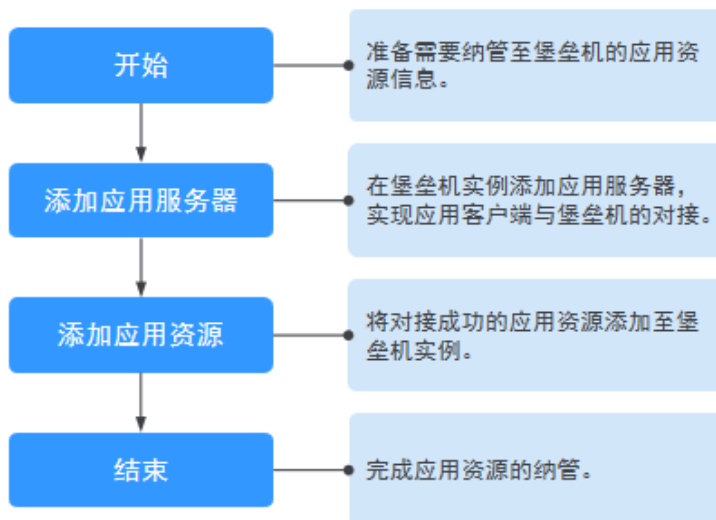 开始
准备需要纳管至堡垒机的应用资
源信息。
添加应用服务器
在堡垒机实例添加应用服务器，
实现应用客户端与堡垒机的对接。
添加应用资源
将对接成功的应用资源添加至堡
垒机实例。
结束
完成应用资源的纳管。